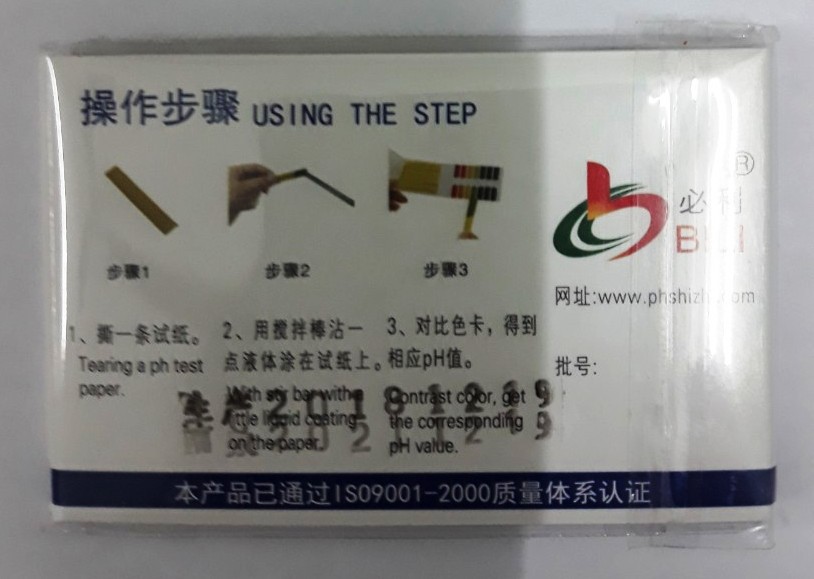 操作步骤 USING THE STEP
®
必利
步骤1
步骤2
步骤3
网址:www.phshizhi.com
1、撕一条试纸。
Tearing a ph test
paper.
2、用搅拌棒沾一
点液体涂在试纸上。
With stir bar with a
little liquid coating
on the paper.
3、对比色卡，得到
相应pH值。
Contrast color, get
the corresponding
pH value.
批号:
本产品已通过ISO9001-2000质量体系认证